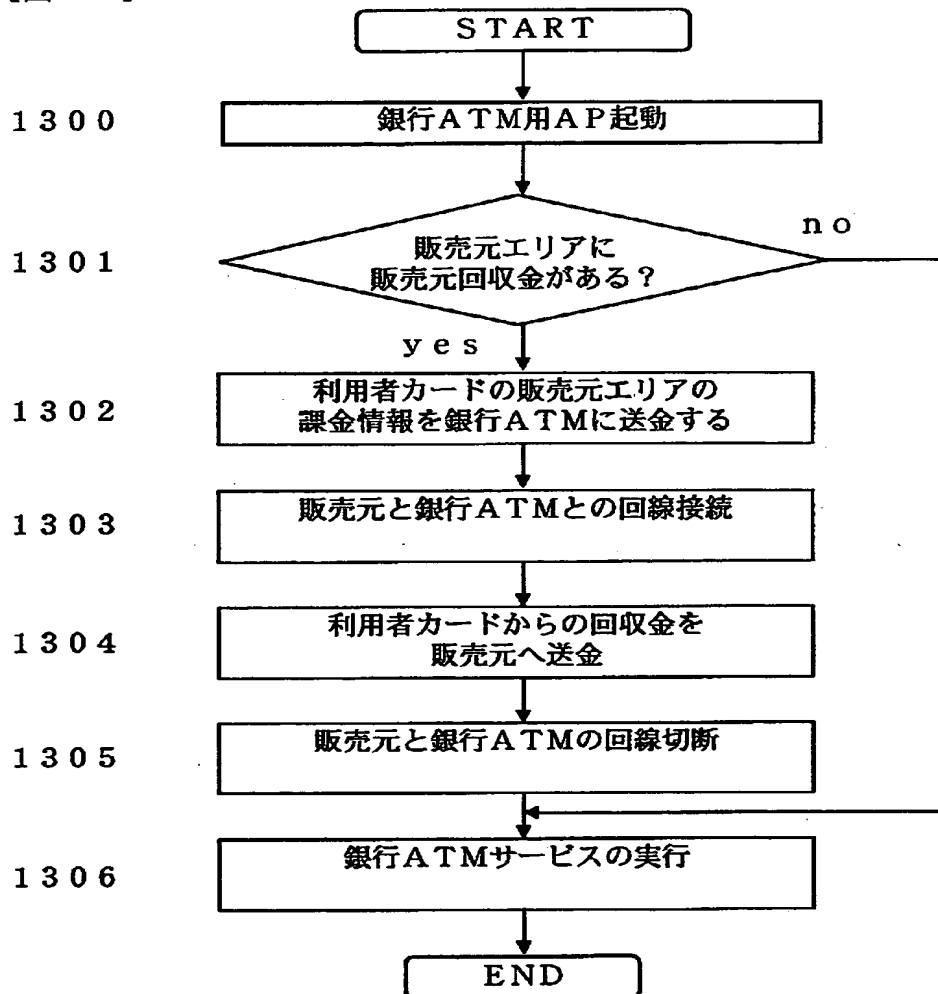 START
1300
銀行ATM用AP起動
no
1301
販売元エリアに
販売元回収金がある？
yes
1302
利用者カードの販売元エリアの
課金情報を銀行ATMに送金する
1303
販売元と銀行ATMとの回線接続
1304
利用者カードからの回収金を
販売元へ送金
1305
販売元と銀行ATMの回線切断
1306
銀行ATMサービスの実行
END